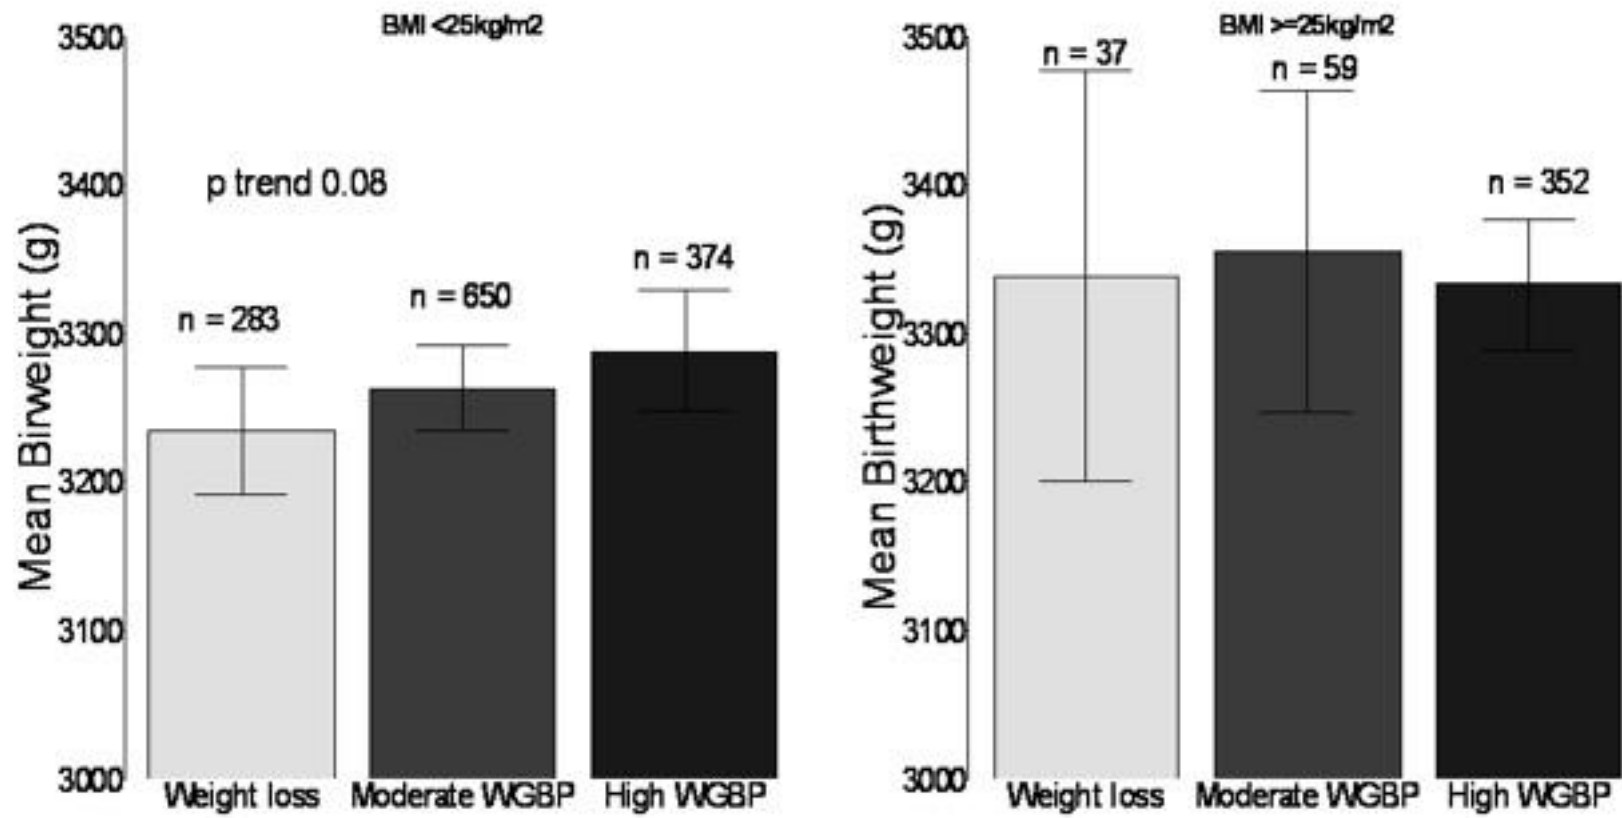 BMI <25kg/m2
3500
3400
3300
3200
3100
3000
Mean Birweight (g)
p trend 0.08
n = 283
n = 650
n = 374
Weight loss
Moderate WGBP
High WGBP
BMI >=25kg/m2
3500
3400
3300
3200
3100
3000
Mean Birthweight (g)
n = 37
n = 59
n = 352
Weight loss
Moderate WGBP
High WGBP